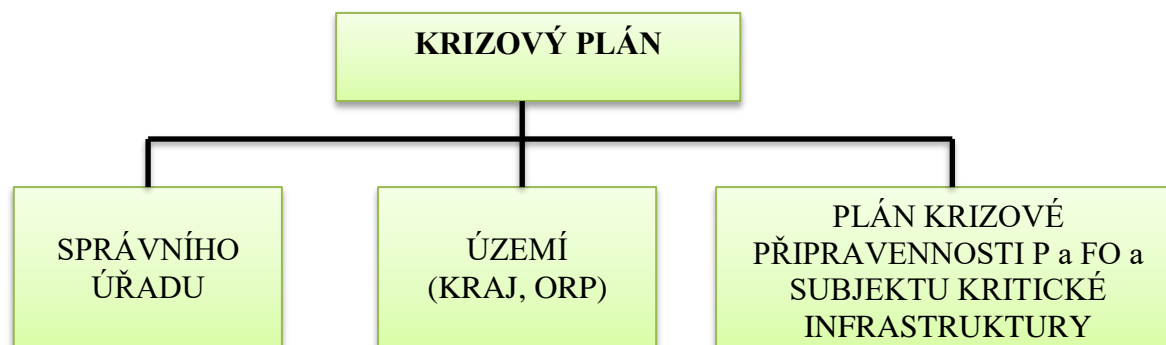 KRIZOVÝ PLÁN
SPRÁVNÍHO
ÚŘADU
ÚZEMÍ
(KRAJ, ORP)
PLÁN KRIZOVÉ
PŘIPRAVENNOSTI P a FO a
SUBJEKTU KRITICKÉ
INFRASTRUKTURY